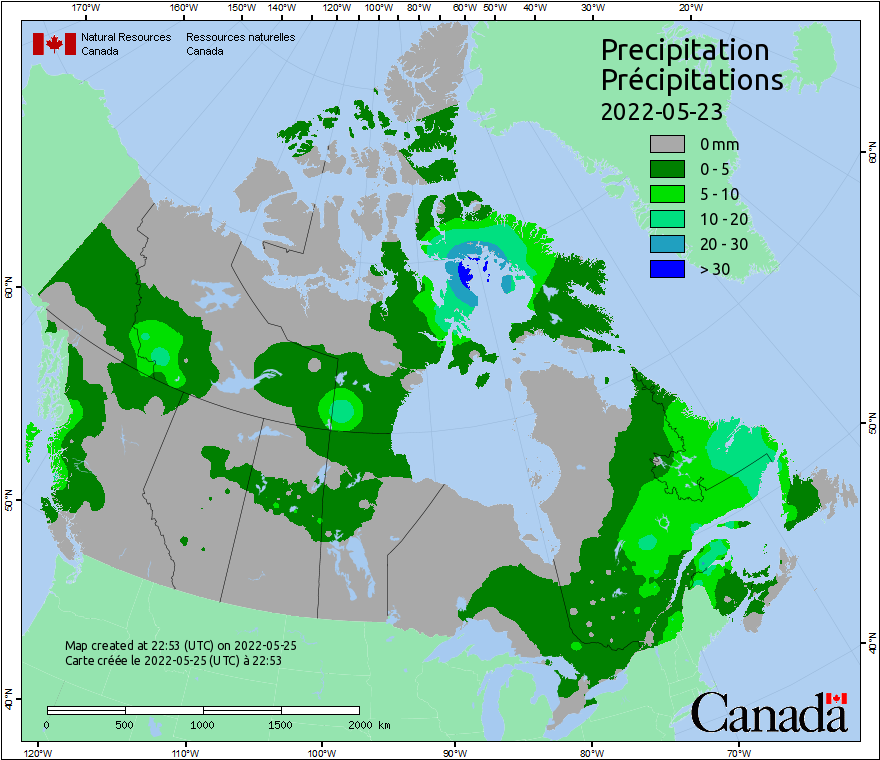 170°W 160°W 150°W 140°W 130°W 120°W 110°W 100°W 90°W 80°W 70°W 60°W 50°W 40°W 30°W 20°W
Natural Resources Ressources naturelles
Canada Canada
Precipitation
Précipitations
2022-05-23
0 mm
0 - 5
5 - 10
10 - 20
20 - 30
> 30
60°N
60°N
50°N
50°N
40°N
40°N
Map created at 22:53 (UTC) on 2022-05-25
Carte créée le 2022-05-25 (UTC) à 22:53
0 500 1000 1500 2000 km
Canada
120°W 110°W 100°W 90°W 80°W 70°W